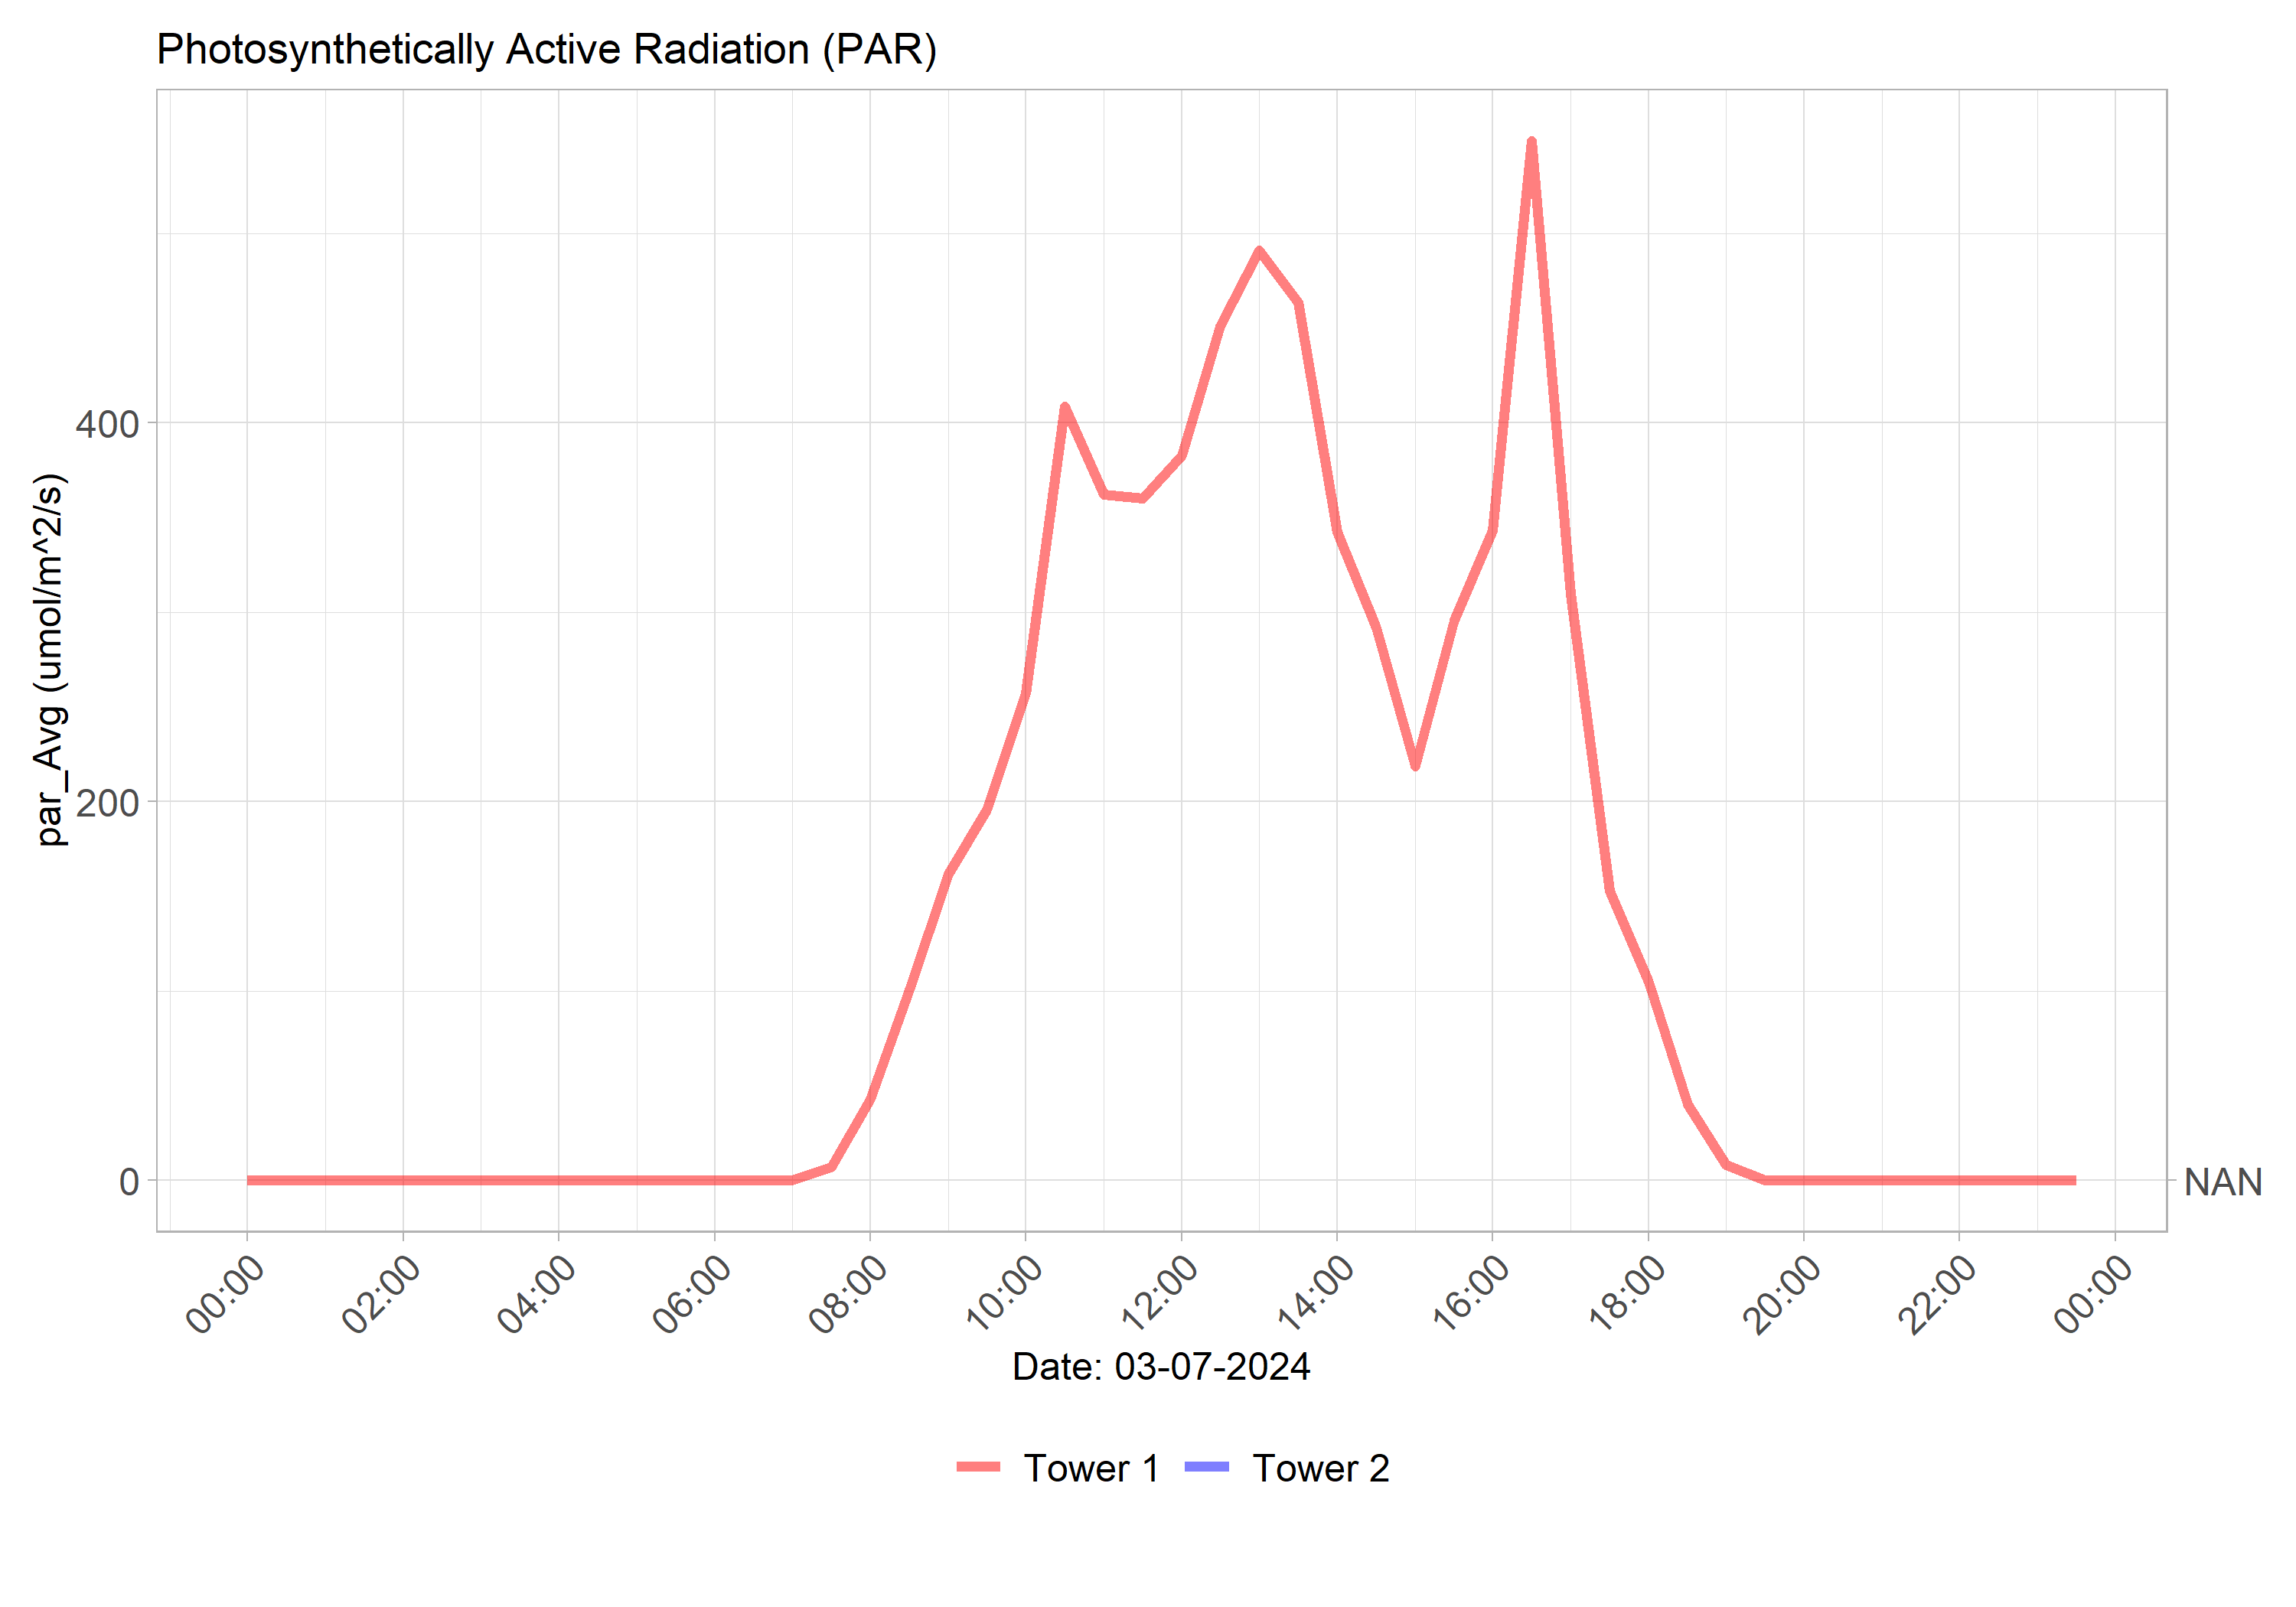 Photosynthetically Active Radiation (PAR)
par_Avg (umol/m^2/s)
400
200
0
NAN
00:00 02:00 04:00 06:00 08:00 10:00 12:00 14:00 16:00 18:00 20:00 22:00 00:00
Date: 03-07-2024
Tower 1 Tower 2